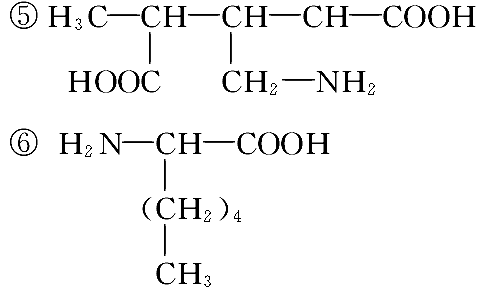 ⑤ H₃C—CH—CH—CH—COOH
HOOC CH₂—NH₂
⑥ H₂N—CH—COOH
(CH₂)₄
CH₃